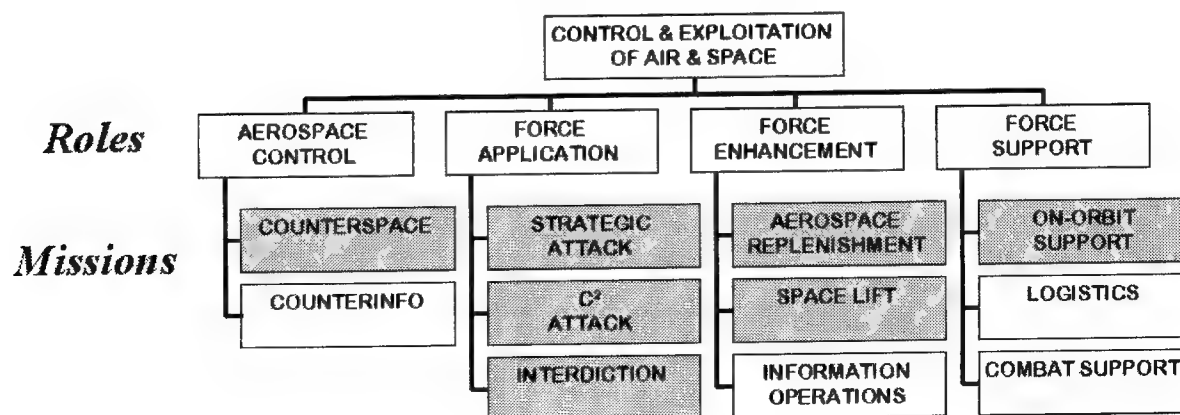 CONTROL & EXPLOITATION
OF AIR & SPACE
Roles
AEROSPACE
CONTROL
FORCE
APPLICATION
FORCE
ENHANCEMENT
FORCE
SUPPORT
Missions
COUNTERSPACE
STRATEGIC
ATTACK
AEROSPACE
REPLENISHMENT
ON-ORBIT
SUPPORT
COUNTERINFO
C²
ATTACK
SPACE LIFT
LOGISTICS
INTERDICTION
INFORMATION
OPERATIONS
COMBAT SUPPORT